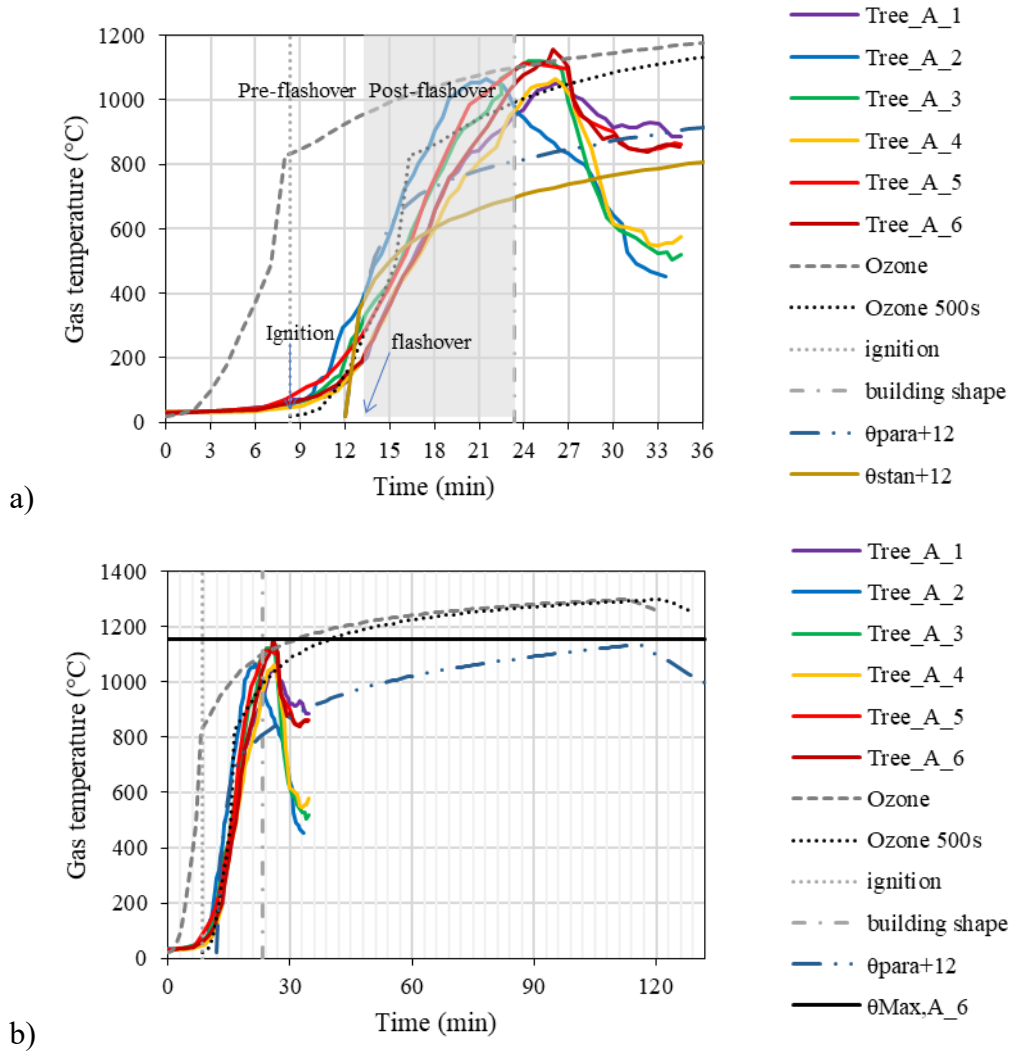 1200
1000
800
600
400
200
0
Gas temperature (°C)
Pre-flashover Post-flashover
Ignition
flashover
0 3 6 9 12 15 18 21 24 27 30 33 36
Time (min)
a)
Tree_A_1
Tree_A_2
Tree_A_3
Tree_A_4
Tree_A_5
Tree_A_6
Ozone
Ozone 500s
ignition
building shape
θpara+12
θstan+12
1400
1200
1000
800
600
400
200
0
Gas temperature (°C)
0 30 60 90 120
Time (min)
b)
Tree_A_1
Tree_A_2
Tree_A_3
Tree_A_4
Tree_A_5
Tree_A_6
Ozone
Ozone 500s
ignition
building shape
θpara+12
θMax,A_6